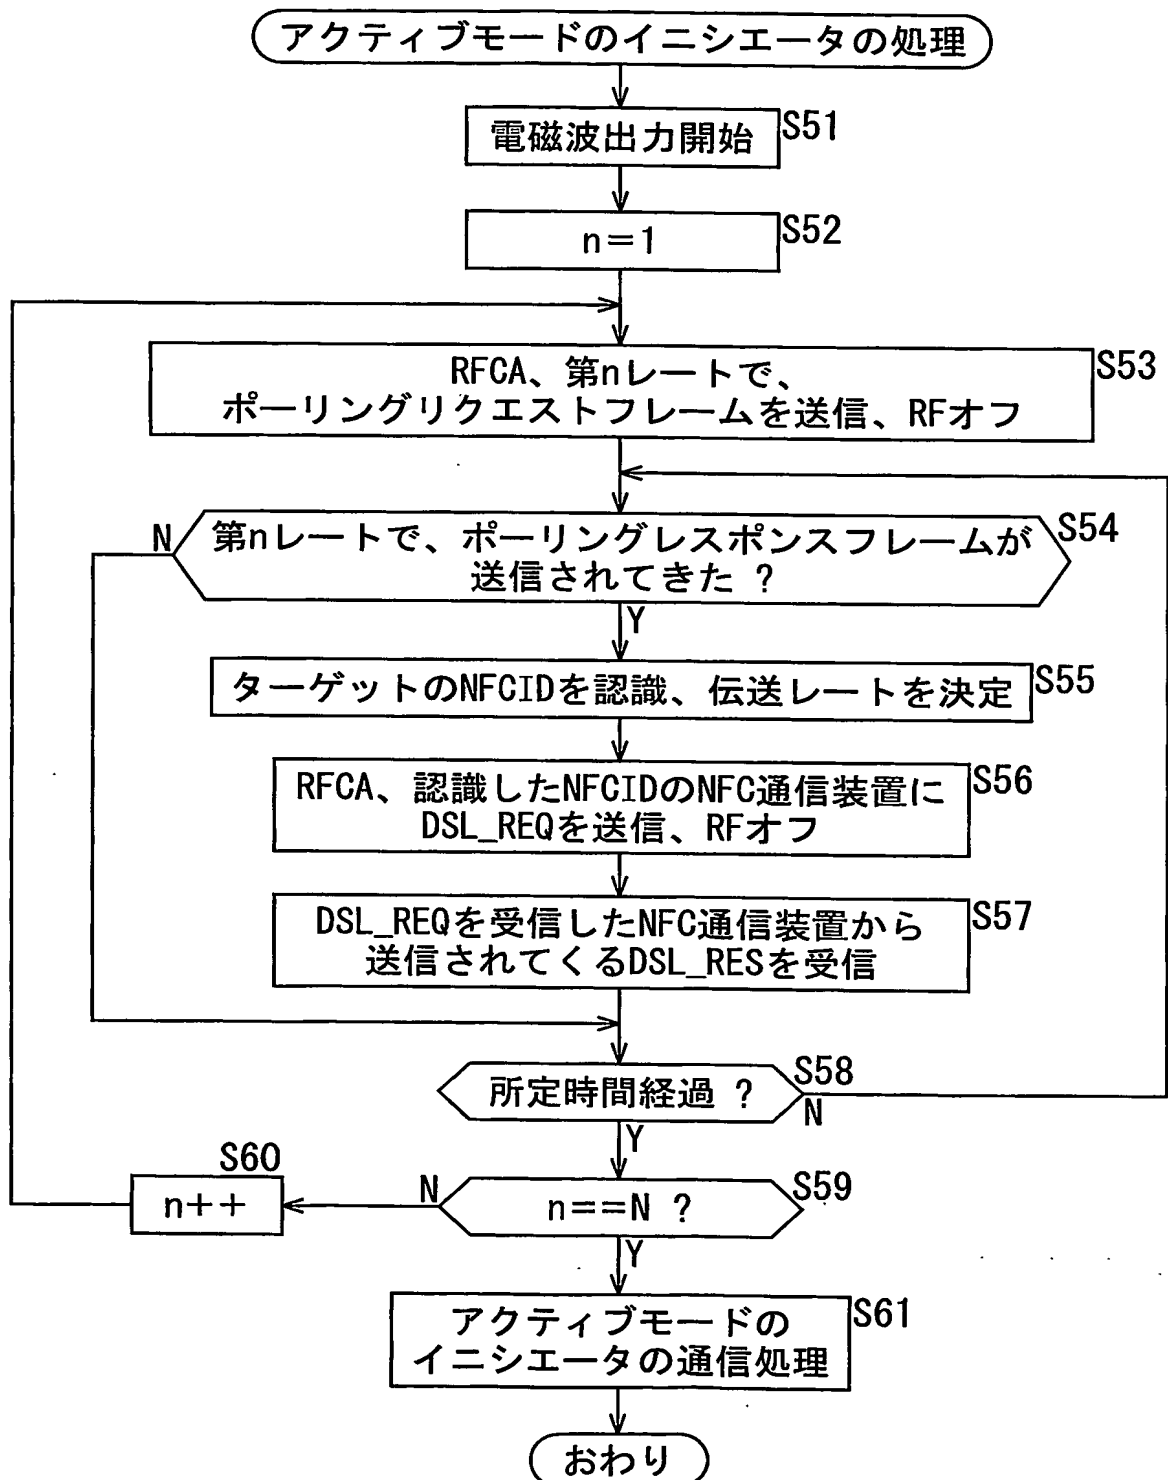 アクティブモードのイニシエータの処理
電磁波出力開始
S51
n=1
S52
RFCA、第nレートで、
ポーリングリクエストフレームを送信、RFオフ
S53
第nレートで、ポーリングレスポンスフレームが
送信されてきた ?
S54
N
Y
ターゲットのNFCIDを認識、伝送レートを決定
S55
RFCA、認識したNFCIDのNFC通信装置に
DSL_REQを送信、RFオフ
S56
DSL_REQを受信したNFC通信装置から
送信されてくるDSL_RESを受信
S57
所定時間経過 ?
S58
N
Y
S60
n++
N
n==N ?
S59
Y
アクティブモードの
イニシエータの通信処理
S61
おわり